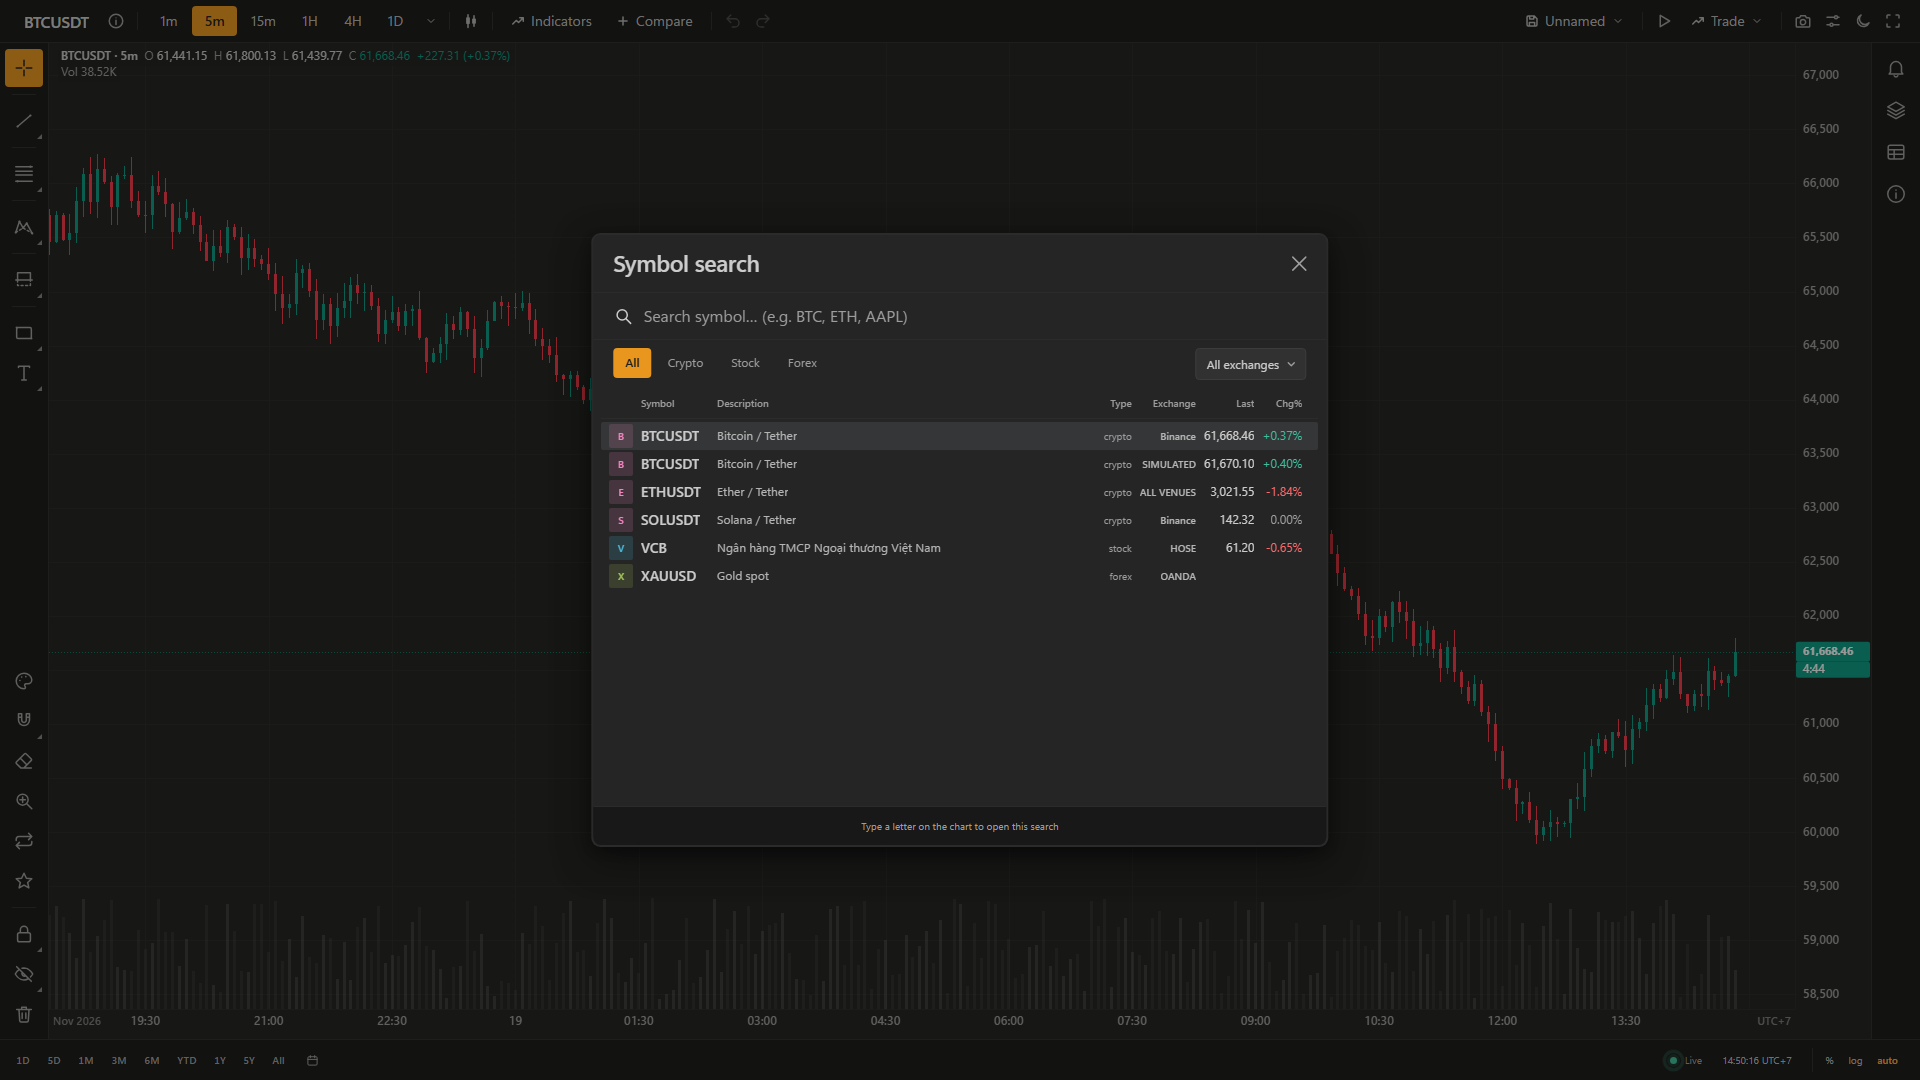 BTCUSDT 1m 5m 15m 1H 4H 1D Indicators Compare Unnamed Trade
BTCUSDT · 5m O 61,441.15 H 61,800.13 L 61,439.77 C 61,668.46 +227.31 (+0.37%)
Vol 38.52K
67,000
66,500
66,000
65,500
65,000
64,500
64,000
63,500
63,000
62,500
62,000
61,668.46
4:44
61,000
60,500
60,000
59,500
59,000
58,500
Symbol search
Search symbol... (e.g. BTC, ETH, AAPL)
All Crypto Stock Forex All exchanges
Symbol Description Type Exchange Last Chg%
B BTCUSDT Bitcoin / Tether crypto Binance 61,668.46 +0.37%
B BTCUSDT Bitcoin / Tether crypto SIMULATED 61,670.10 +0.40%
E ETHUSDT Ether / Tether crypto ALL VENUES 3,021.55 -1.84%
S SOLUSDT Solana / Tether crypto Binance 142.32 0.00%
V VCB Ngân hàng TMCP Ngoại thương Việt Nam stock HOSE 61.20 -0.65%
X XAUUSD Gold spot forex OANDA
Type a letter on the chart to open this search
Nov 2026 19:30 21:00 22:30 19 01:30 03:00 04:30 06:00 07:30 09:00 10:30 12:00 13:30 UTC+7
1D 5D 1M 3M 6M YTD 1Y 5Y All Live 14:50:16 UTC+7 % log auto